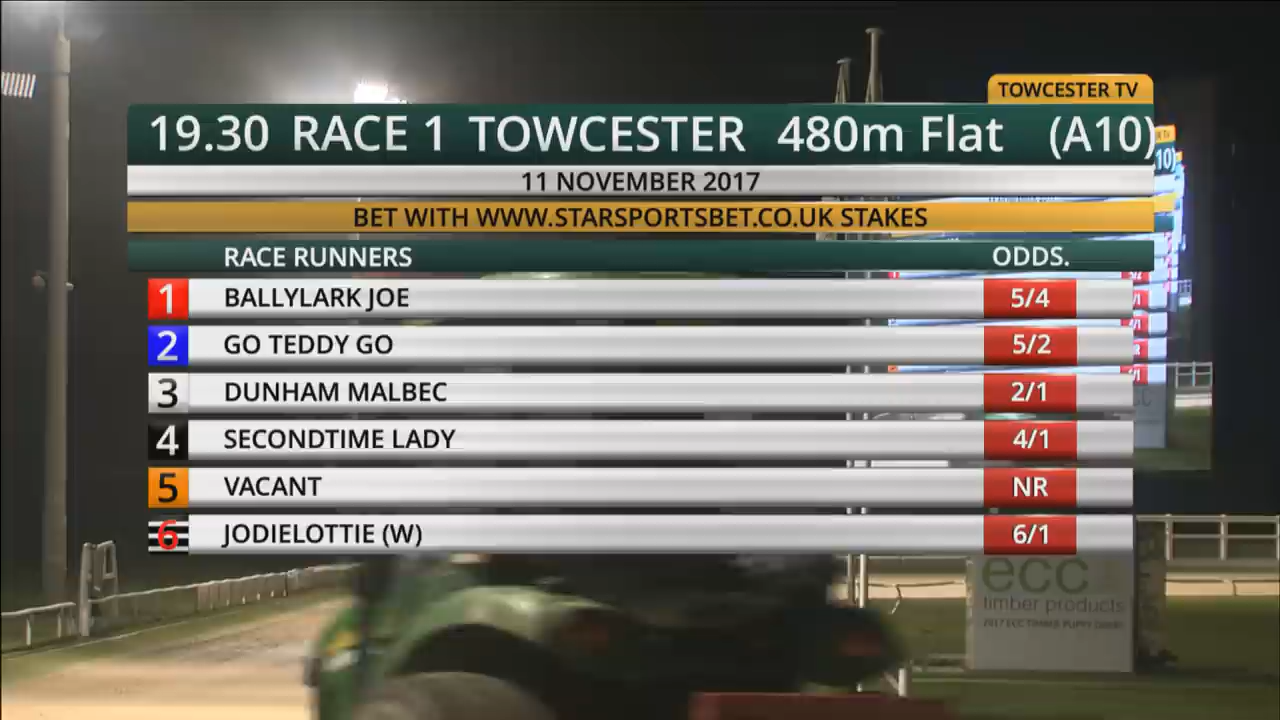 TOWCESTER TV
19.30 RACE 1 TOWCESTER 480m Flat (A10)
11 NOVEMBER 2017
BET WITH WWW.STARSPORTSBET.CO.UK STAKES
RACE RUNNERS ODDS.
1 BALLYLARK JOE 5/4
2 GO TEDDY GO 5/2
3 DUNHAM MALBEC 2/1
4 SECONDTIME LADY 4/1
5 VACANT NR
6 JODIELOTTIE (W) 6/1
ecc
timber products